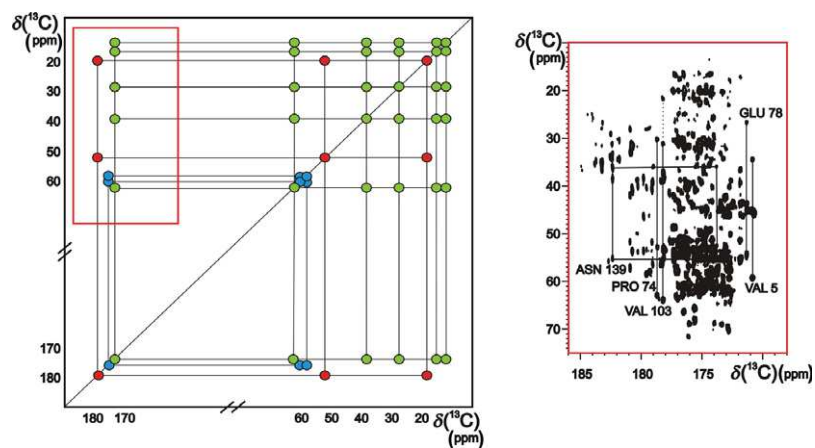 δ(¹³C)
(ppm)
20
30
40
50
60
170
180
180 170
60 50 40 30 20 δ(¹³C)
(ppm)
δ(¹³C)
(ppm)
20
30
40
50
60
70
GLU 78
ASN 139
PRO 74
VAL 103
VAL 5
185 180 175
δ(¹³C) (ppm)